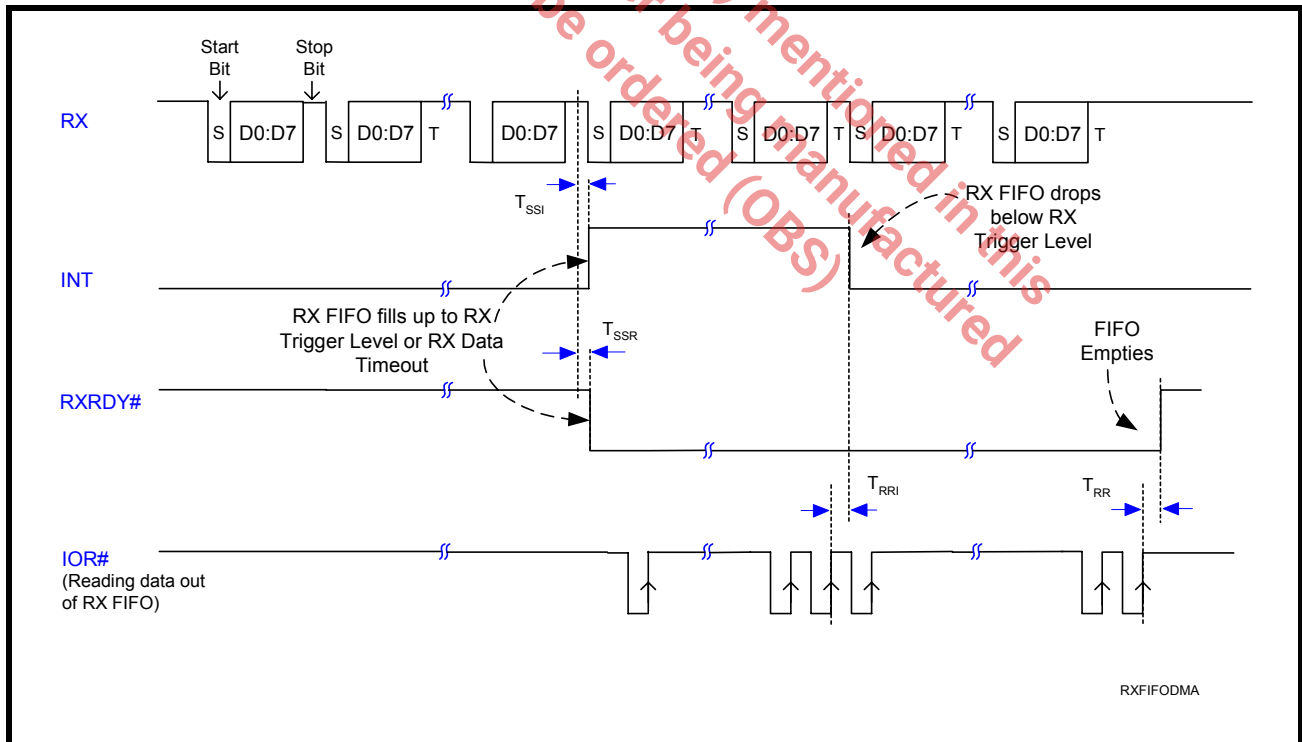 mentioned in this
being manufactured
be ordered (OBS)
Start
Bit
Stop
Bit
RX
S D0:D7 S D0:D7 T D0:D7 S D0:D7 T S D0:D7 T S D0:D7 T S D0:D7 T
TSSI
RX FIFO drops
below RX
Trigger Level
INT
RX FIFO fills up to RX
Trigger Level or RX Data
Timeout
TSSR
FIFO
Empties
RXRDY#
TRRI
TRR
IOR#
(Reading data out
of RX FIFO)
RXFIFODMA